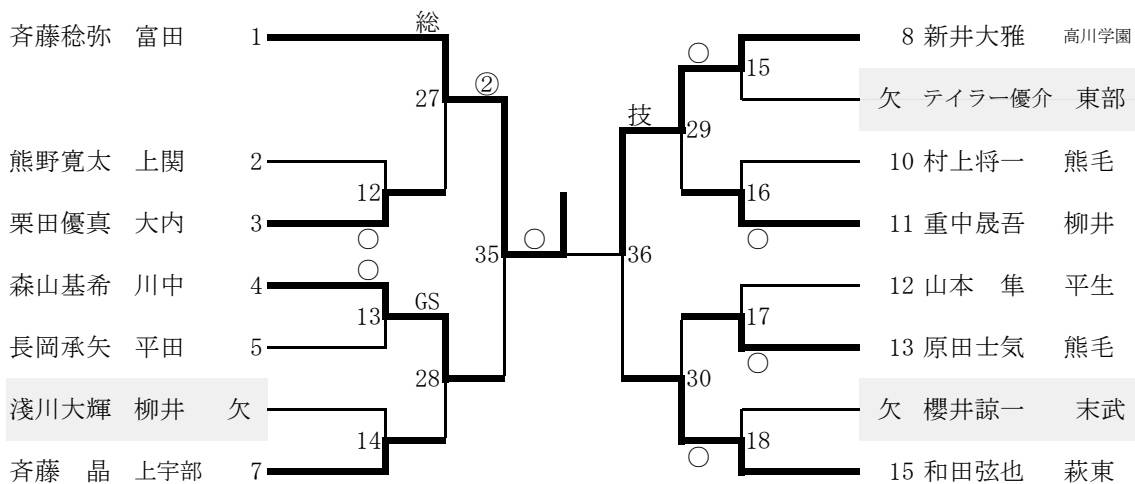 総
斉藤稔弥 富田 1
8 新井大雅 高川学園
○
15
②
27
欠 テイラー優介 東部
技
29
熊野寛太 上関 2
10 村上将一 熊毛
12
16
栗田優真 大内 3
11 重中晟吾 柳井
○
○
○
35
36
○
森山基希 川中 4
12 山本 隼 平生
GS
13
17
長岡承矢 平田 5
13 原田士気 熊毛
○
28
30
淺川大輝 柳井 欠
欠 櫻井諒一 末武
14
18
○
斉藤 晶 上宇部 7
15 和田弦也 萩東